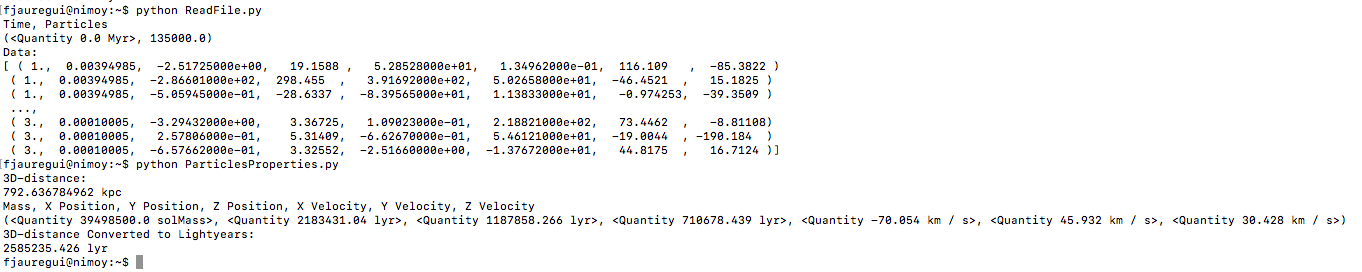 [fjauregui@nimoy:~$ python ReadFile.py
Time, Particles
(<Quantity 0.0 Myr>, 135000.0)
Data:
[ ( 1., 0.00394985, -2.51725000e+00, 19.1588 , 5.28528000e+01, 1.34962000e-01, 116.109 , -85.3822 )
( 1., 0.00394985, -2.86601000e+02, 298.455 , 3.91692000e+02, 5.02658000e+01, -46.4521 , 15.1825 )
( 1., 0.00394985, -5.05945000e-01, -28.6337 , -8.39565000e+01, 1.13833000e+01, -0.974253, -39.3509 )
...,
( 3., 0.00010005, -3.29432000e+00, 3.36725, 1.09023000e-01, 2.18821000e+02, 73.4462 , -8.81108)
( 3., 0.00010005, 2.57806000e-01, 5.31409, -6.62670000e-01, 5.46121000e+01, -19.0044 , -190.184 )
( 3., 0.00010005, -6.57662000e-01, 3.32552, -2.51660000e+00, -1.37672000e+01, 44.8175 , 16.7124 )]
[fjauregui@nimoy:~$ python ParticlesProperties.py
3D-distance:
792.636784962 kpc
Mass, X Position, Y Position, Z Position, X Velocity, Y Velocity, Z Velocity
(<Quantity 39498500.0 solMass>, <Quantity 2183431.04 lyr>, <Quantity 1187858.266 lyr>, <Quantity 710678.439 lyr>, <Quantity -70.054 km / s>, <Quantity 45.932 km / s>, <Quantity 30.428 km / s>)
3D-distance Converted to Lightyears:
2585235.426 lyr
fjauregui@nimoy:~$